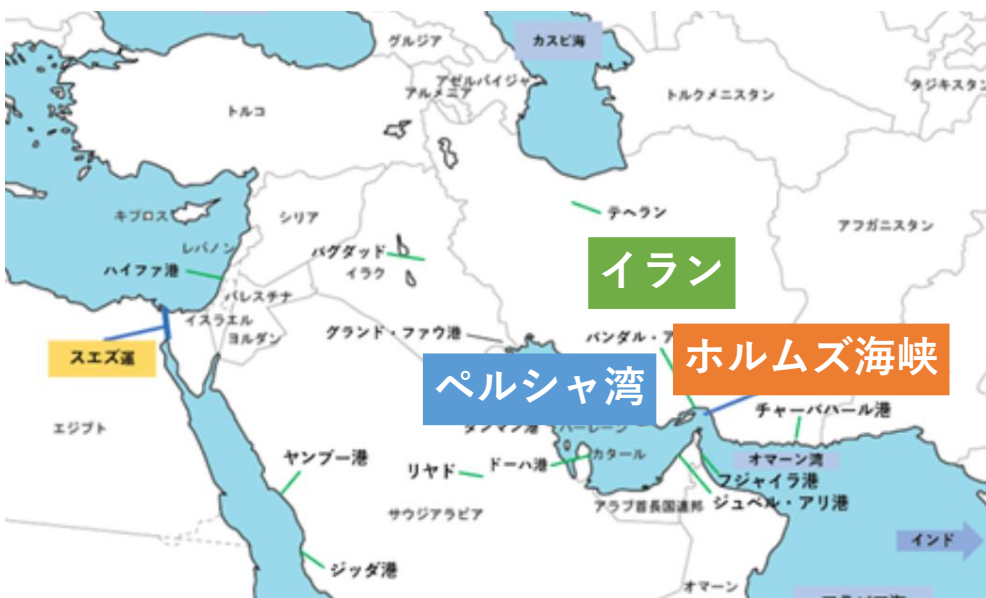 グルジア
カスピ海
アゼルバイジャ
アルメニア
トルクメニスタン
タジキスタン
トルコ
キプロス
シリア
テヘラン
アフガニスタン
レバノン
バグダッド
イラク
イラン
ハイファ港
パレスチナ
イスラエル
ヨルダン
グランド・ファウ港
バンダル・ア
ホルムズ海峡
スエズ運
ペルシャ湾
チャーバハール港
エジプト
ヤンブー港
リヤド
ドーハ港
カタール
オマーン湾
フジャイラ港
サウジアラビア
アラブ首長国連邦
ジュベル・アリ港
インド
ジッダ港
オマーン